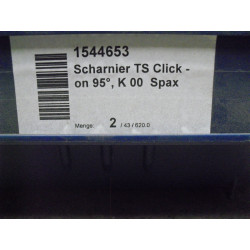 1544653
Scharnier TS Click -
on 95°, K 00 Spax
Menge: 2 / 43 / 620.0